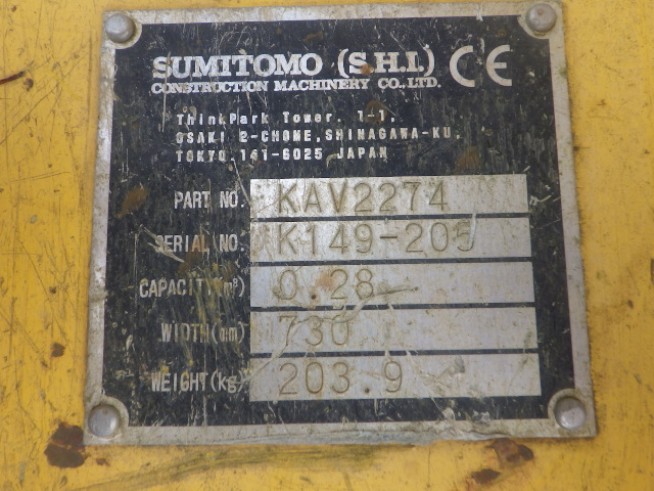 SUMITOMO (S.H.I.) CE
CONSTRUCTION MACHINERY CO.,LTD.
ThinkPark Tower. 1-1,
OSAKI 2-CHOME, SHINAGAWA-KU,
TOKYO.141-6025 JAPAN
PART NO. KAV2274
SERIAL NO. K149-205
CAPACITY(m³) 0.28
WIDTH(mm) 730
WEIGHT(kg) 203 9